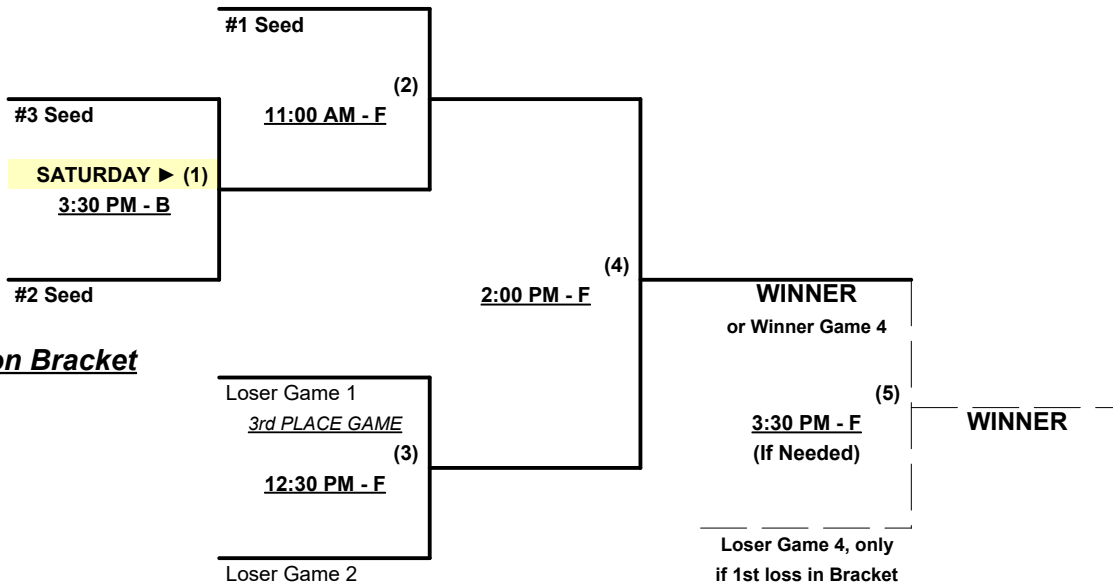 #1 Seed
(2)
11:00 AM - F
#3 Seed
SATURDAY ► (1)
3:30 PM - B
#2 Seed
(4)
2:00 PM - F
WINNER
or Winner Game 4
Bracket
Loser Game 1
3rd PLACE GAME
(3)
12:30 PM - F
Loser Game 2
(5)
3:30 PM - F
(If Needed)
WINNER
Loser Game 4, only
if 1st loss in Bracket